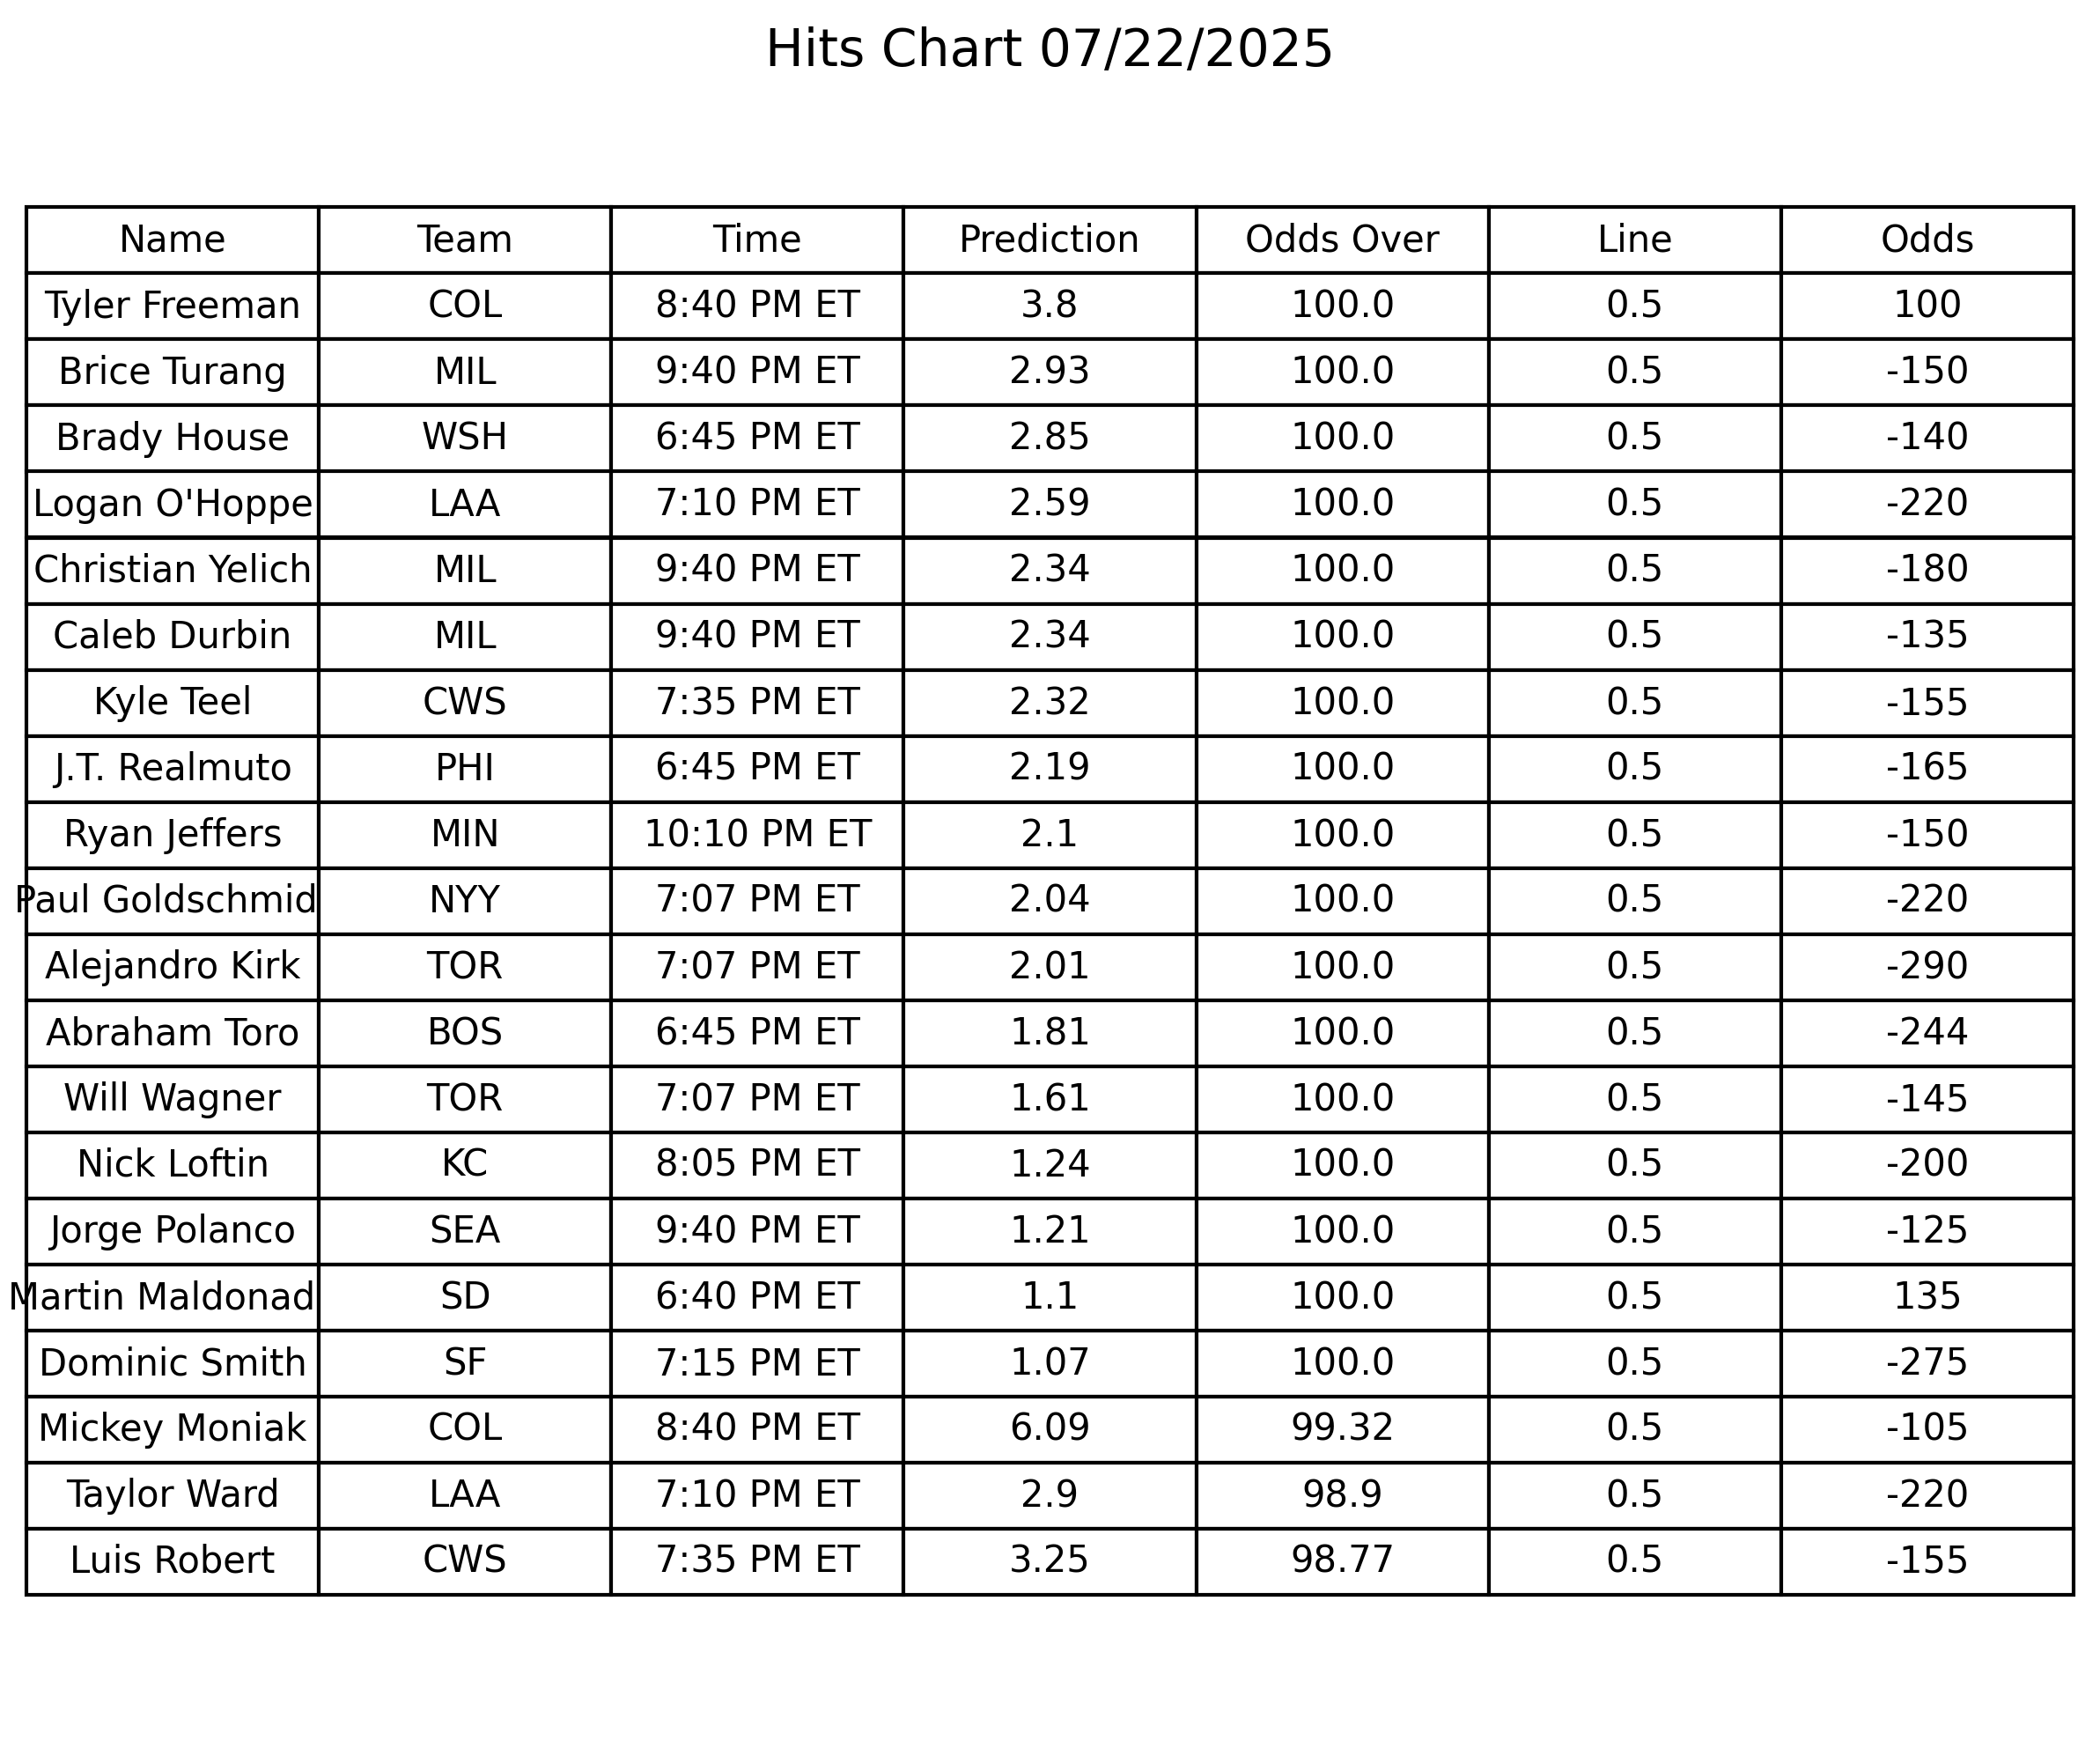 Hits Chart 07/22/2025
Name Team Time Prediction Odds Over Line Odds
Tyler Freeman COL 8:40 PM ET 3.8 100.0 0.5 100
Brice Turang MIL 9:40 PM ET 2.93 100.0 0.5 -150
Brady House WSH 6:45 PM ET 2.85 100.0 0.5 -140
Logan O'Hoppe LAA 7:10 PM ET 2.59 100.0 0.5 -220
Christian Yelich MIL 9:40 PM ET 2.34 100.0 0.5 -180
Caleb Durbin MIL 9:40 PM ET 2.34 100.0 0.5 -135
Kyle Teel CWS 7:35 PM ET 2.32 100.0 0.5 -155
J.T. Realmuto PHI 6:45 PM ET 2.19 100.0 0.5 -165
Ryan Jeffers MIN 10:10 PM ET 2.1 100.0 0.5 -150
Paul Goldschmid NYY 7:07 PM ET 2.04 100.0 0.5 -220
Alejandro Kirk TOR 7:07 PM ET 2.01 100.0 0.5 -290
Abraham Toro BOS 6:45 PM ET 1.81 100.0 0.5 -244
Will Wagner TOR 7:07 PM ET 1.61 100.0 0.5 -145
Nick Loftin KC 8:05 PM ET 1.24 100.0 0.5 -200
Jorge Polanco SEA 9:40 PM ET 1.21 100.0 0.5 -125
Martin Maldonad SD 6:40 PM ET 1.1 100.0 0.5 135
Dominic Smith SF 7:15 PM ET 1.07 100.0 0.5 -275
Mickey Moniak COL 8:40 PM ET 6.09 99.32 0.5 -105
Taylor Ward LAA 7:10 PM ET 2.9 98.9 0.5 -220
Luis Robert CWS 7:35 PM ET 3.25 98.77 0.5 -155